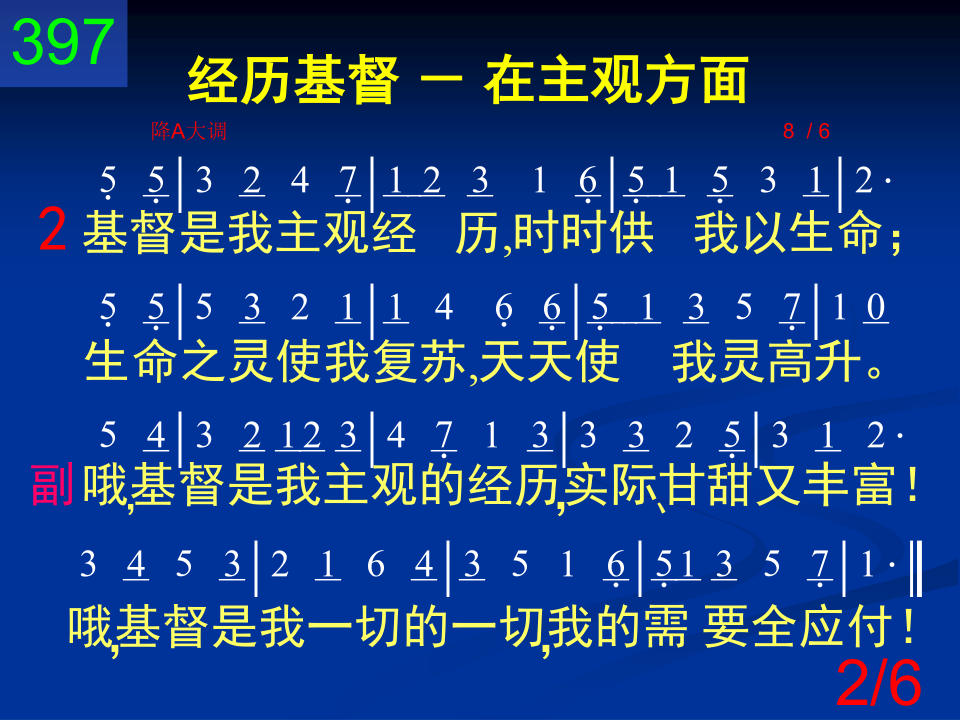 397
经历基督 － 在主观方面
降A大调 8 / 6
5 5|3 2 4 7|1 2 3 1 6|5 1 5 3 1|2·
2 基督是我主观经 历,时时供 我以生命;
5 5|5 3 2 1|1 4 6 6|5 1 3 5 7|1 0
生命之灵使我复苏,天天使 我灵高升。
5 4|3 2 1 2 3|4 7 1 3|3 3 2 5|3 1 2·
副 哦,基督是我主观的经历,实际、甘甜又丰富!
3 4 5 3|2 1 6 4|3 5 1 6|5 1 3 5 7|1·‖
哦,基督是我一切的一切,我的需 要全应付!
2/6